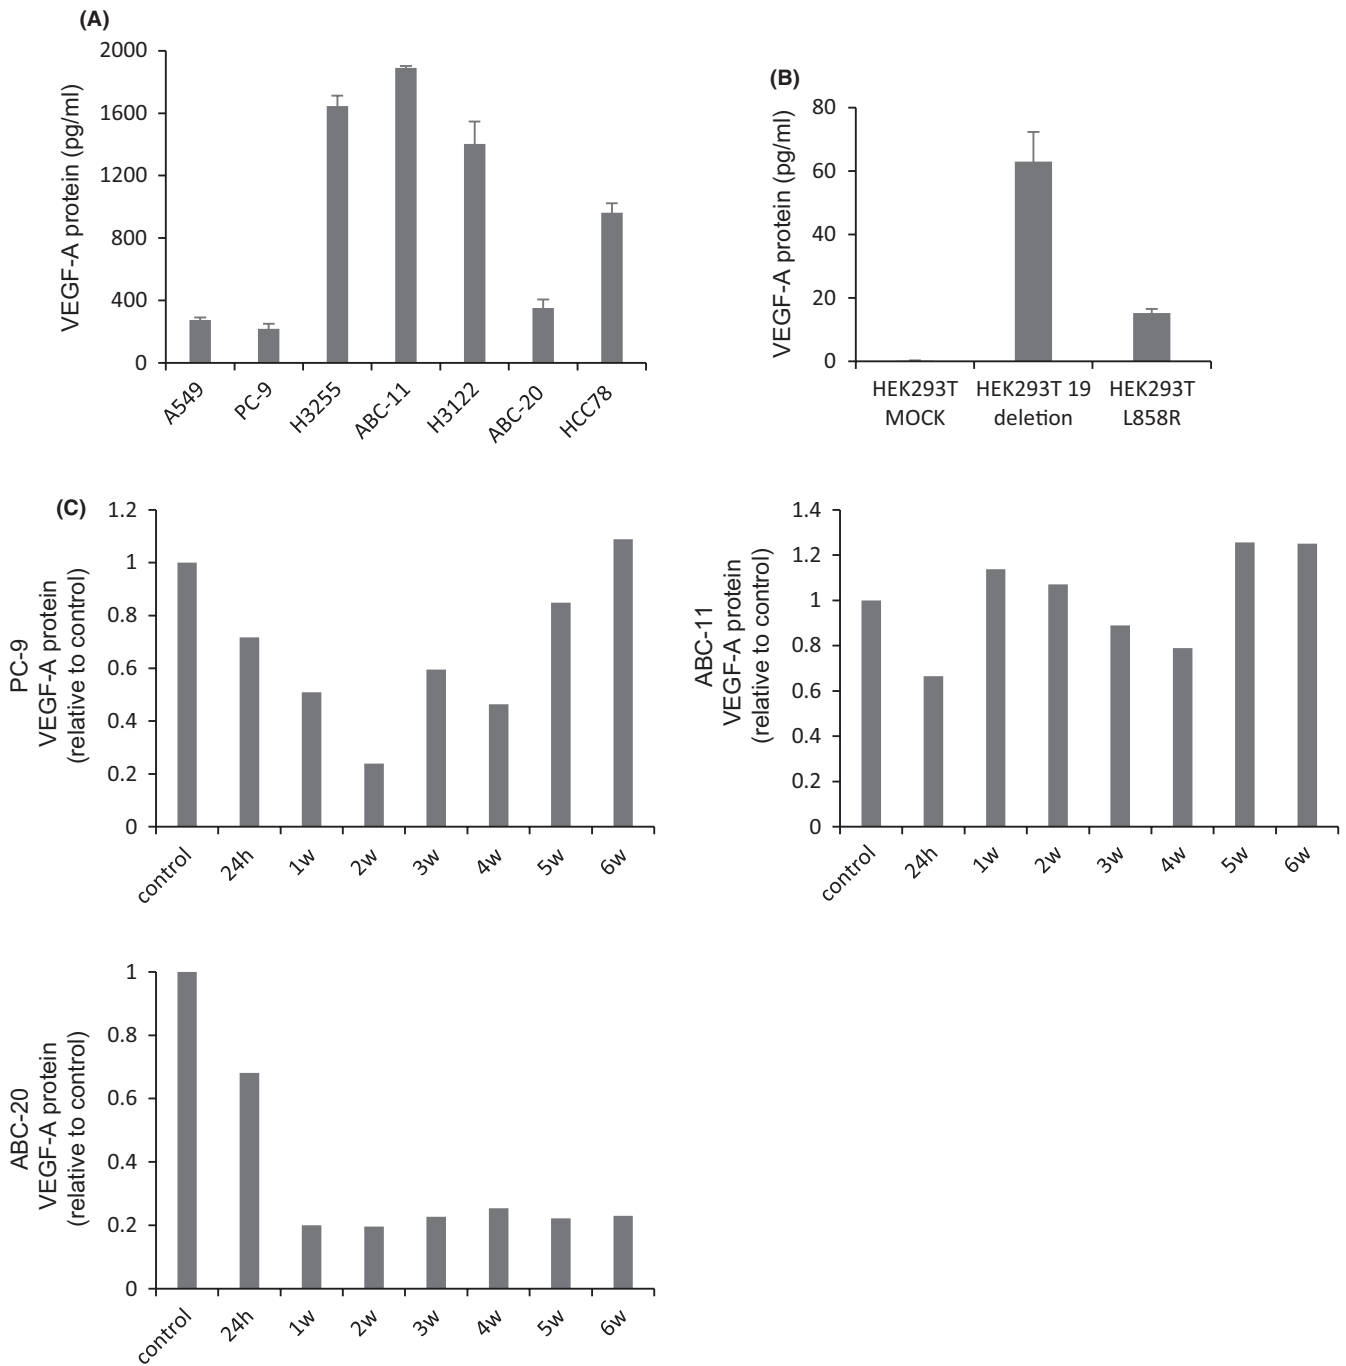 (A)
2000
1600
1200
800
400
0
VEGF-A protein (pg/ml)
A549
PC-9
H3255
ABC-11
H3122
ABC-20
HCC78
(B)
80
60
40
20
0
VEGF-A protein (pg/ml)
HEK293T
MOCK
HEK293T 19
deletion
HEK293T
L858R
(C)
1.2
1
0.8
0.6
0.4
0.2
0
PC-9
VEGF-A protein
(relative to control)
control
24h
1w
2w
3w
4w
5w
6w
1.4
1.2
1
0.8
0.6
0.4
0.2
0
ABC-11
VEGF-A protein
(relative to control)
control
24h
1w
2w
3w
4w
5w
6w
1
0.8
0.6
0.4
0.2
0
ABC-20
VEGF-A protein
(relative to control)
control
24h
1w
2w
3w
4w
5w
6w